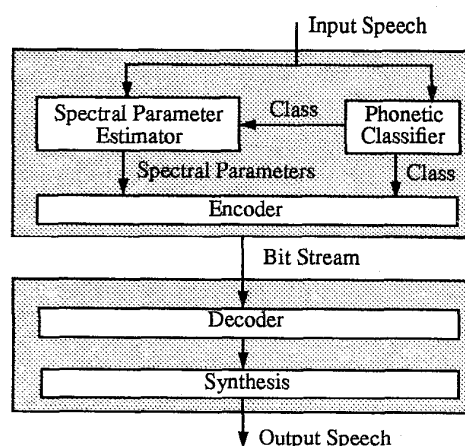 Input Speech
Spectral Parameter
Estimator
Class
Phonetic
Classifier
Spectral Parameters
Class
Encoder
Bit Stream
Decoder
Synthesis
Output Speech